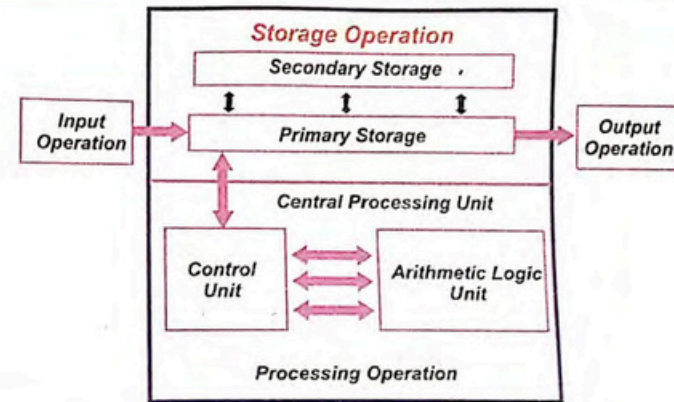 Storage Operation
Secondary Storage
Input
Operation
Primary Storage
Output
Operation
Central Processing Unit
Control
Unit
Arithmetic Logic
Unit
Processing Operation